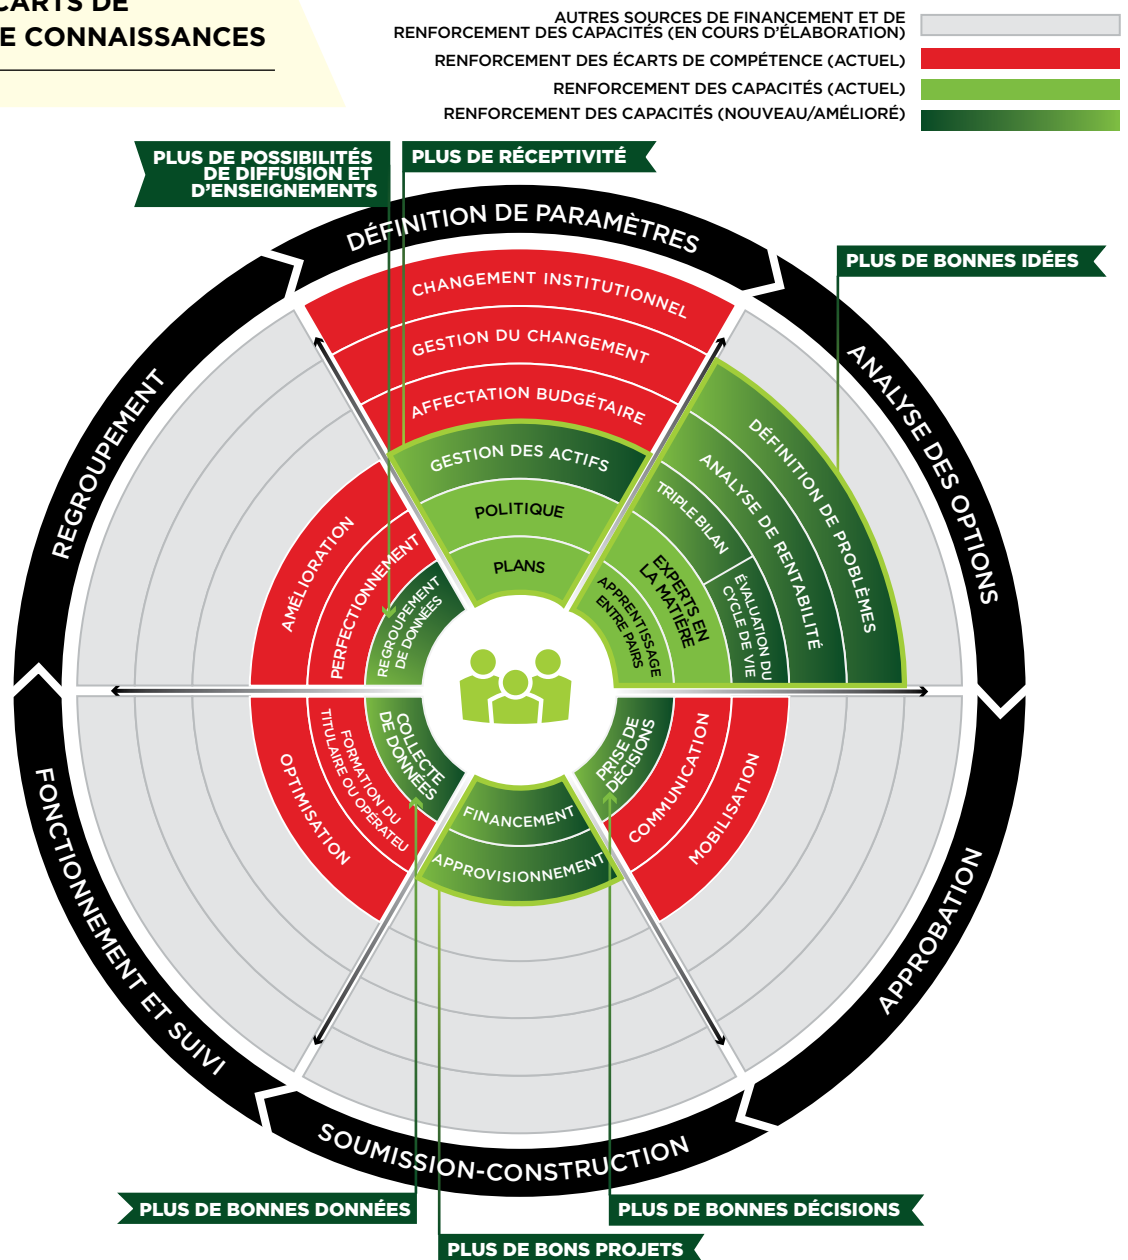 CARTS DE
E CONNAISSANCES
AUTRES SOURCES DE FINANCEMENT ET DE
RENFORCEMENT DES CAPACITÉS (EN COURS D'ÉLABORATION)
RENFORCEMENT DES ÉCARTS DE COMPÉTENCE (ACTUEL)
RENFORCEMENT DES CAPACITÉS (ACTUEL)
RENFORCEMENT DES CAPACITÉS (NOUVEAU/AMÉLIORÉ)
PLUS DE POSSIBILITÉS
DE DIFFUSION ET
D'ENSEIGNEMENTS
PLUS DE RÉCEPTIVITÉ
PLUS DE BONNES IDÉES
DÉFINITION DE PARAMÈTRES
CHANGEMENT INSTITUTIONNEL
GESTION DU CHANGEMENT
AFFECTATION BUDGÉTAIRE
GESTION DES ACTIFS
POLITIQUE
PLANS
ANALYSE DES OPTIONS
DÉFINITION DE PROBLÈMES
ANALYSE DE RENTABILITÉ
TRIPLE BILAN
ÉVALUATION DU
CYCLE DE VIE
EXPERTS EN
LA MATIÈRE
APPRENTISSAGE
ENTRE PAIRS
APPROBATION
PRISE DE
DÉCISIONS
COMMUNICATION
MOBILISATION
SOUMISSION-CONSTRUCTION
FINANCEMENT
APPROVISIONNEMENT
FONCTIONNEMENT ET SUIVI
COLLECTE
DE DONNÉES
FORMATION DU
TITULAIRE OU OPÉRATEU
OPTIMISATION
REGROUPEMENT
AMÉLIORATION
PERFECTIONNEMENT
REGROUPEMENT
DE DONNÉES
PLUS DE BONNES DONNÉES
PLUS DE BONNES DÉCISIONS
PLUS DE BONS PROJETS